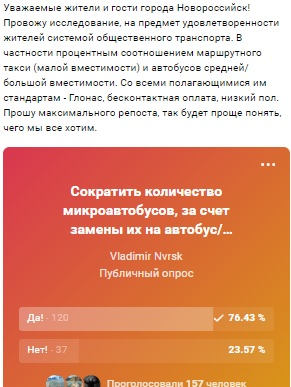 Уважаемые жители и гости города Новороссийск!
Провожу исследование, на предмет удовлетворенности
жителей системой общественного транспорта. В
частности процентным соотношением маршрутного
такси (малой вместимости) и автобусов средней/
большой вместимости. Со всеми полагающимися им
стандартам - Глонас, бесконтактная оплата, низкий пол.
Прошу максимального репоста, так будет проще понять,
чего мы все хотим.
Сократить количество
микроавтобусов, за счет
замены их на автобус/...
Vladimir Nvrsk
Публичный опрос
Да! · 120 76.43 %
Нет! · 37 23.57 %
Проголосовали 157 человек